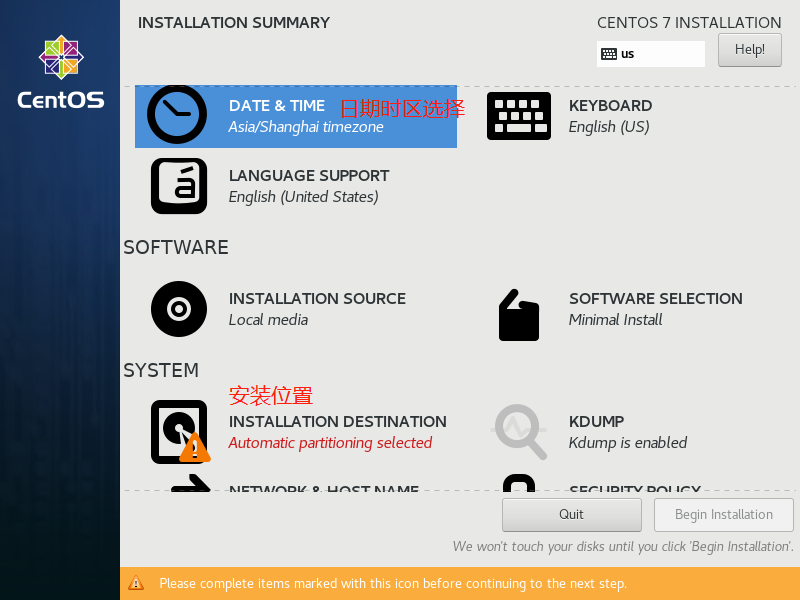 INSTALLATION SUMMARY
CENTOS 7 INSTALLATION
us
Help!
CentOS
DATE & TIME 日期时区选择
Asia/Shanghai timezone
KEYBOARD
English (US)
LANGUAGE SUPPORT
English (United States)
SOFTWARE
INSTALLATION SOURCE
Local media
SOFTWARE SELECTION
Minimal Install
SYSTEM
安装位置
INSTALLATION DESTINATION
Automatic partitioning selected
KDUMP
Kdump is enabled
NETWORK & HOST NAME
SECURITY POLICY
Quit
Begin Installation
We won't touch your disks until you click 'Begin Installation'.
Please complete items marked with this icon before continuing to the next step.